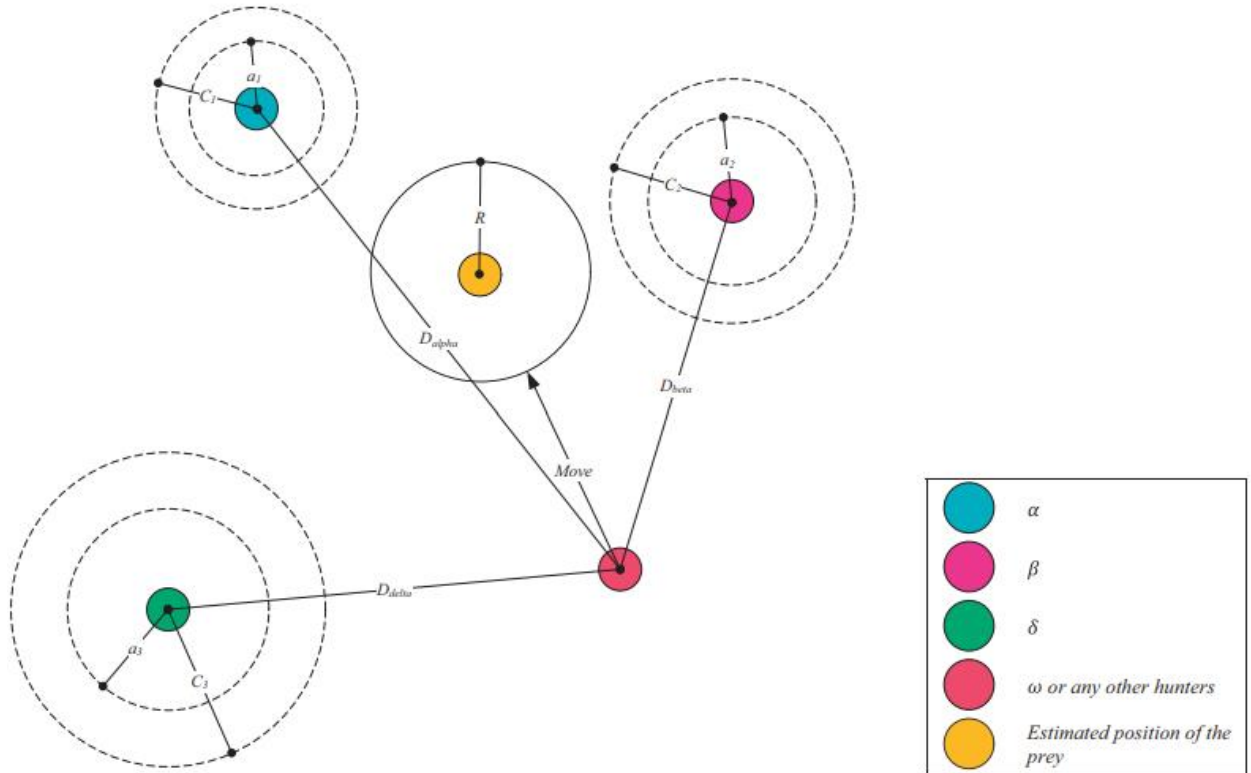 a1
C1
a2
C2
R
Dalpha
Dbeta
Move
Ddelta
a3
C3
α
β
δ
ω or any other hunters
Estimated position of the
prey